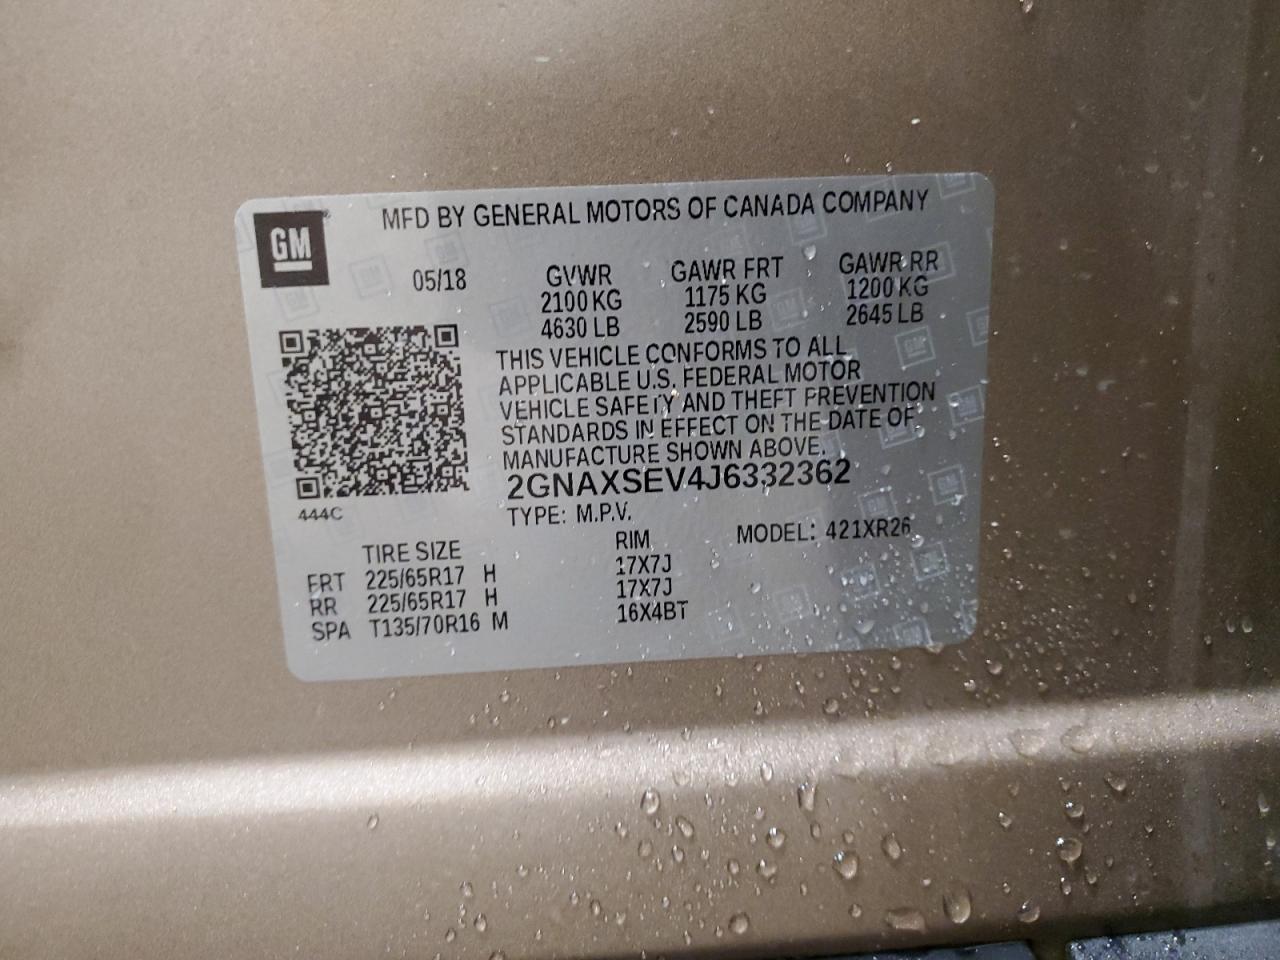 GM
MFD BY GENERAL MOTORS OF CANADA COMPANY
05/18 GVWR GAWR FRT GAWR RR
2100 KG 1175 KG 1200 KG
4630 LB 2590 LB 2645 LB
THIS VEHICLE CONFORMS TO ALL
APPLICABLE U.S. FEDERAL MOTOR
VEHICLE SAFETY AND THEFT PREVENTION
STANDARDS IN EFFECT ON THE DATE OF
MANUFACTURE SHOWN ABOVE.
2GNAXSEV4J6332362
444C
TYPE: M.P.V. MODEL: 421XR26
TIRE SIZE RIM
FRT 225/65R17 H 17X7J
RR 225/65R17 H 17X7J
SPA T135/70R16 M 16X4BT